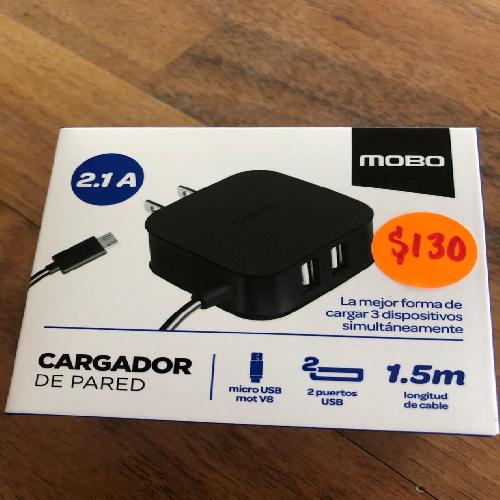 2.1 A
mobo
mobo
$130
La mejor forma de
cargar 3 dispositivos
simultáneamente
CARGADOR
DE PARED
micro USB
mot V8
2
2 puertos
USB
1.5m
longitud
de cable